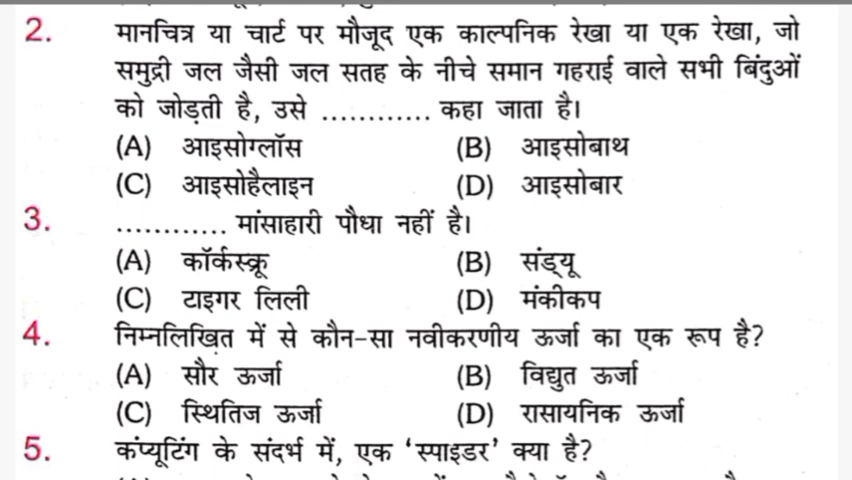 2. मानचित्र या चार्ट पर मौजूद एक काल्पनिक रेखा या एक रेखा, जो
समुद्री जल जैसी जल सतह के नीचे समान गहराई वाले सभी बिंदुओं
को जोड़ती है, उसे ............ कहा जाता है।
(A) आइसोग्लॉस (B) आइसोबाथ
(C) आइसोहैलाइन (D) आइसोबार
3. ............ मांसाहारी पौधा नहीं है।
(A) कॉर्कस्क्रू (B) संड्यू
(C) टाइगर लिली (D) मंकीकप
4. निम्नलिखित में से कौन-सा नवीकरणीय ऊर्जा का एक रूप है?
(A) सौर ऊर्जा (B) विद्युत ऊर्जा
(C) स्थितिज ऊर्जा (D) रासायनिक ऊर्जा
5. कंप्यूटिंग के संदर्भ में, एक ‘स्पाइडर’ क्या है?